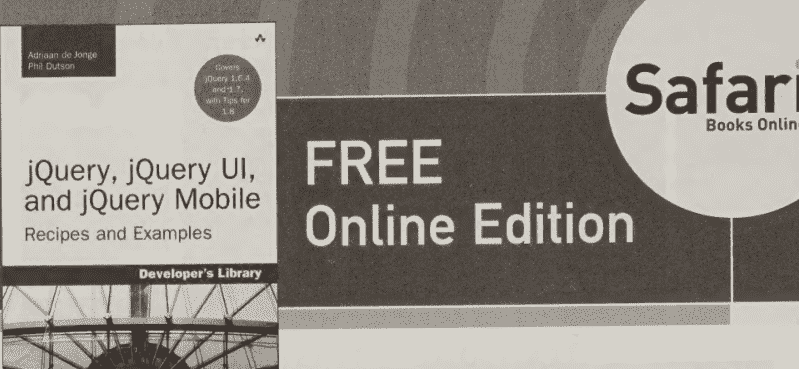 Adriaan de Jonge
Phil Dutson
Covers
jQuery 1.6.4
and 1.7,
with Tips for
1.8
jQuery, jQuery UI,
and jQuery Mobile
Recipes and Examples
Developer's Library
FREE
Online Edition
Safari
Books Onlin